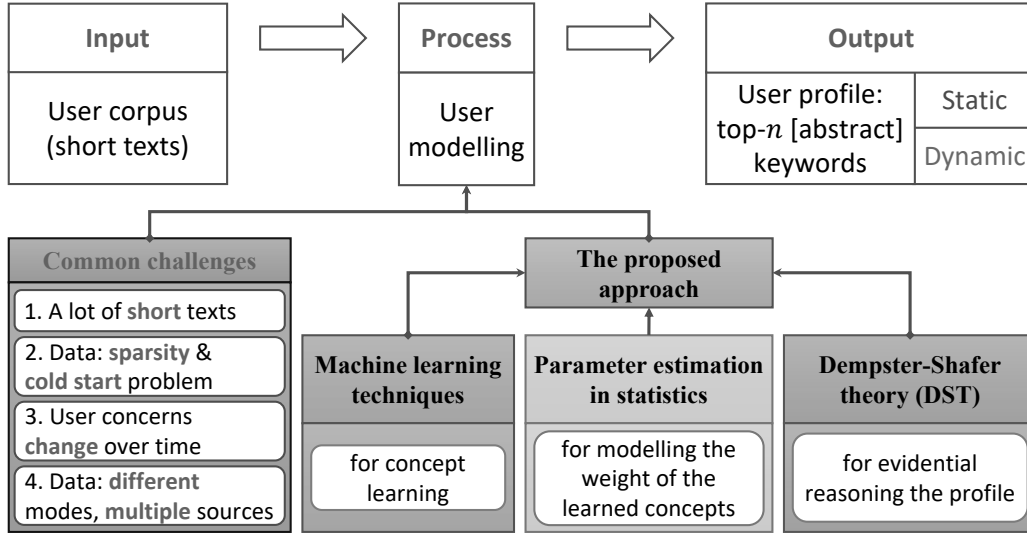 Input
Process
Output
User corpus
(short texts)
User
modelling
User profile:
top-n [abstract]
keywords
Static
Dynamic
Common challenges
1. A lot of short texts
2. Data: sparsity &
cold start problem
3. User concerns
change over time
4. Data: different
modes, multiple sources
The proposed
approach
Machine learning
techniques
for concept
learning
Parameter estimation
in statistics
for modelling the
weight of the
learned concepts
Dempster-Shafer
theory (DST)
for evidential
reasoning the profile